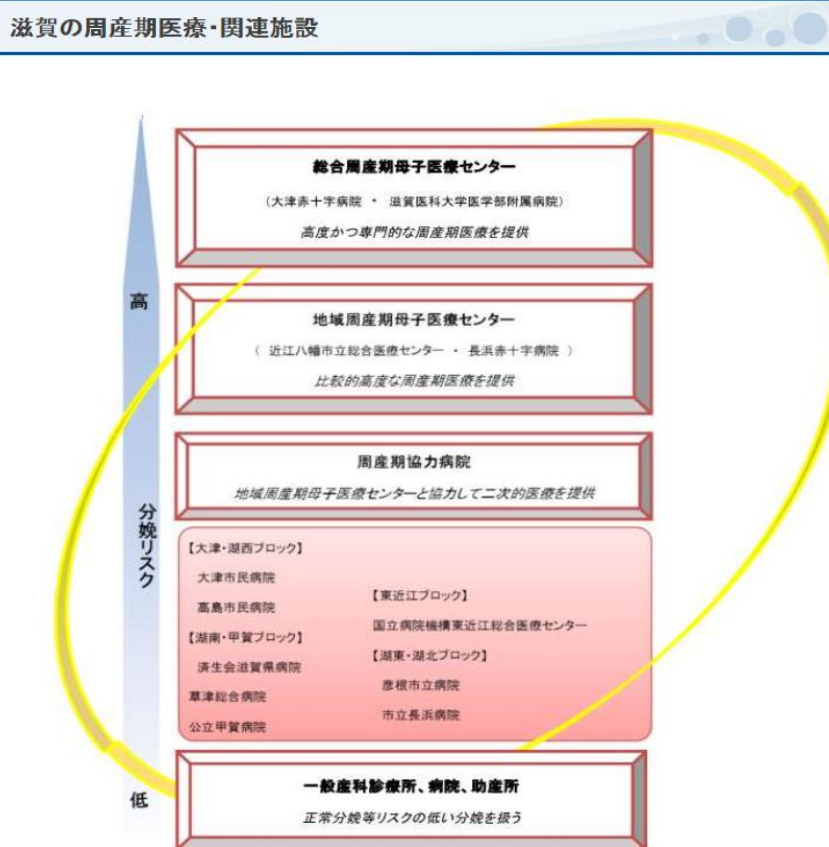 滋賀の周産期医療・関連施設
総合周産期母子医療センター
（大津赤十字病院 ・ 滋賀医科大学医学部附属病院）
高度かつ専門的な周産期医療を提供
高
地域周産期母子医療センター
（ 近江八幡市立総合医療センター ・ 長浜赤十字病院 ）
比較的高度な周産期医療を提供
周産期協力病院
地域周産期母子医療センターと協力して二次的医療を提供
分娩リスク
【大津・湖西ブロック】
大津市民病院
高島市民病院
【湖南・甲賀ブロック】
済生会滋賀県病院
草津総合病院
公立甲賀病院
【東近江ブロック】
国立病院機構東近江総合医療センター
【湖東・湖北ブロック】
彦根市立病院
市立長浜病院
低
一般産科診療所、病院、助産所
正常分娩等リスクの低い分娩を扱う